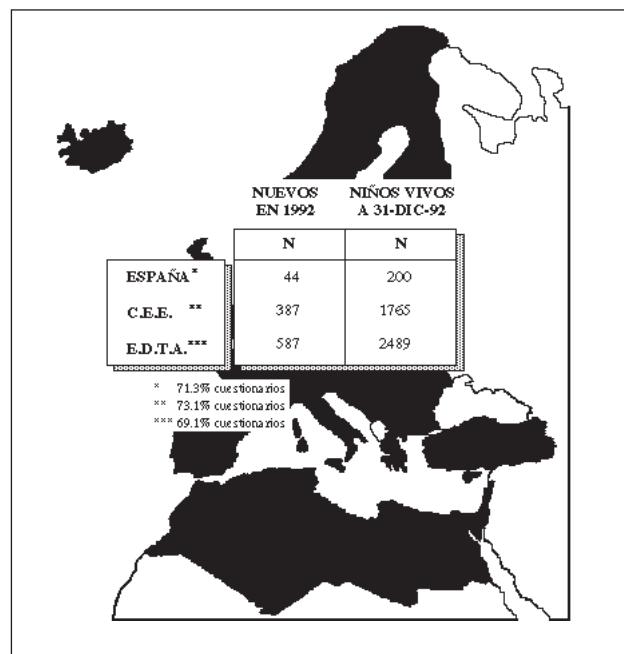 NUEVOS EN 1992
NIÑOS VIVOS A 31-DIC-92
N N
ESPAÑA* 44 200
C.E.E. ** 387 1765
E.D.T.A.*** 587 2489
* 71.3% cuestionarios
** 73.1% cuestionarios
*** 69.1% cuestionarios